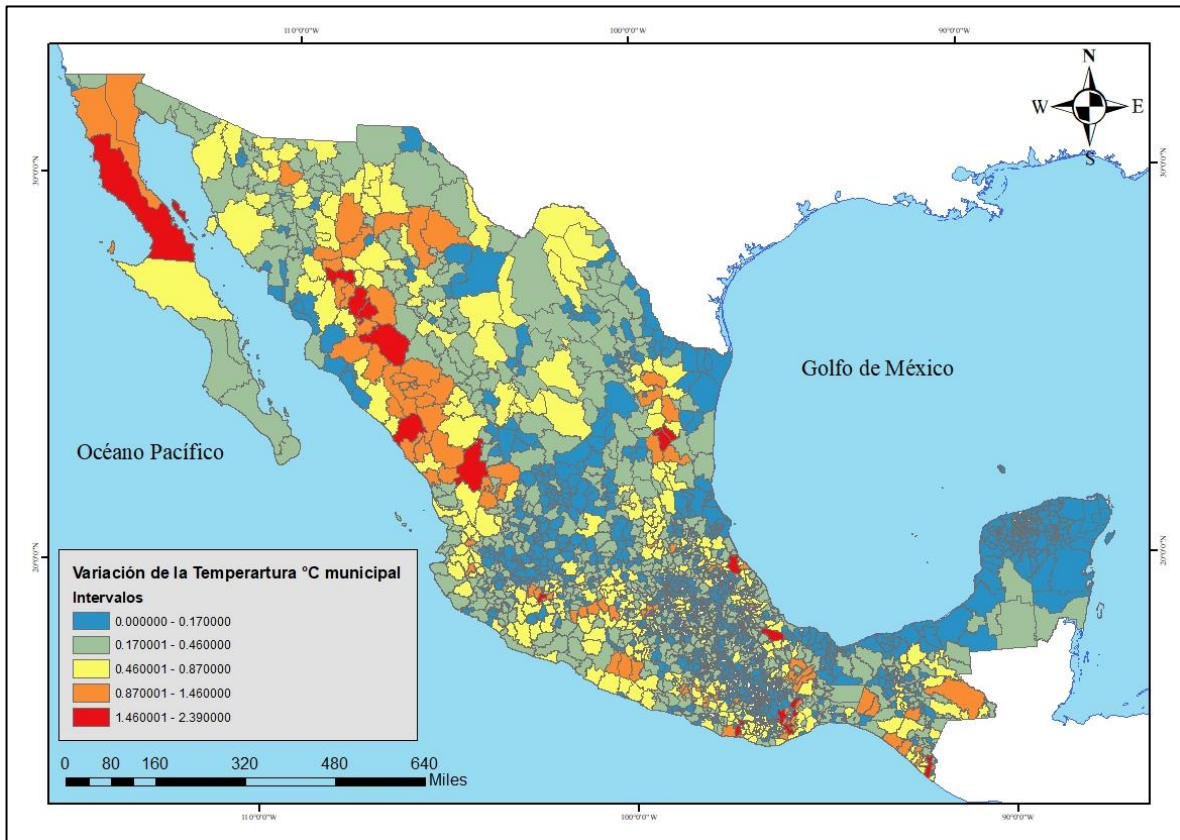 110°0'0"W 100°0'0"W 90°0'0"W
N
W E
S
30°0'0"N 30°0'0"N
Golfo de México
Océano Pacífico
20°0'0"N 20°0'0"N
Variación de la Temperartura °C municipal
Intervalos
0.000000 - 0.170000
0.170001 - 0.460000
0.460001 - 0.870000
0.870001 - 1.460000
1.460001 - 2.390000
0 80 160 320 480 640
Miles
110°0'0"W 100°0'0"W 90°0'0"W